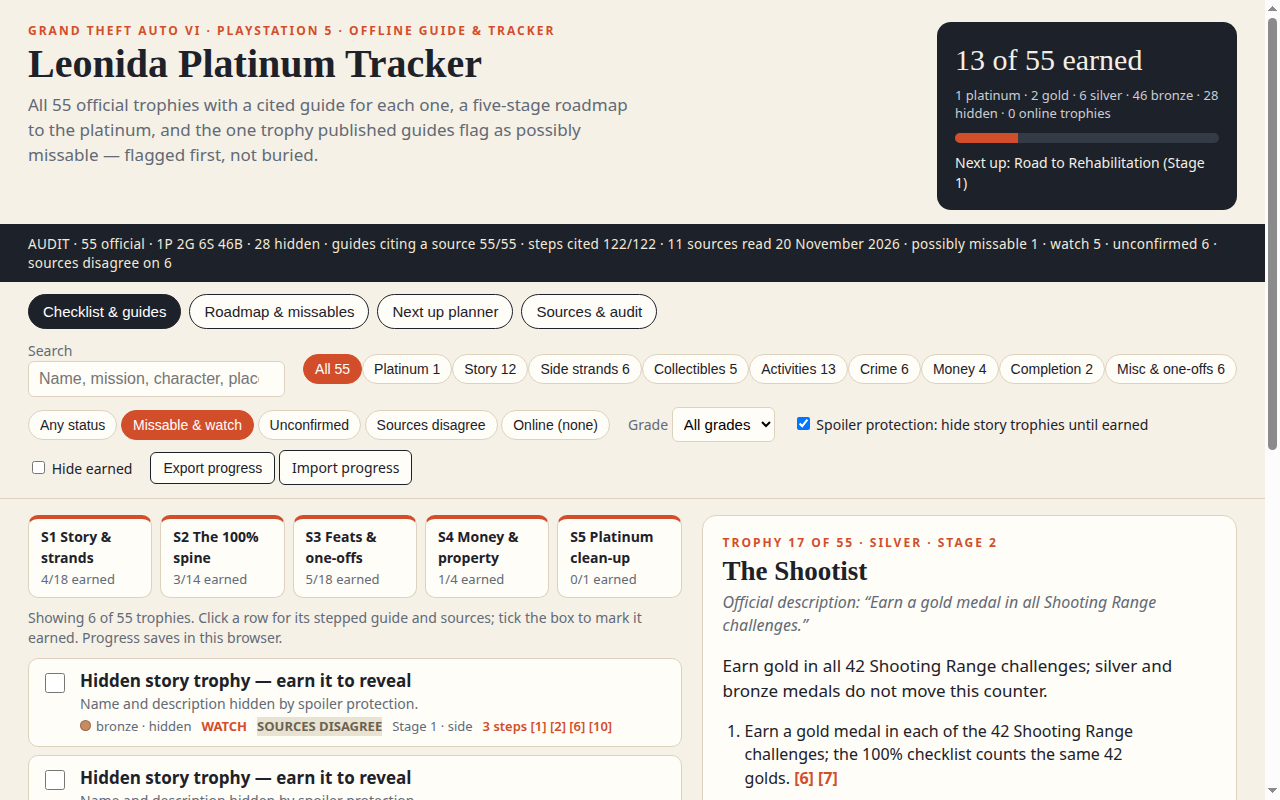 GRAND THEFT AUTO VI · PLAYSTATION 5 · OFFLINE GUIDE & TRACKER
Leonida Platinum Tracker
All 55 official trophies with a cited guide for each one, a five-stage roadmap
to the platinum, and the one trophy published guides flag as possibly
missable — flagged first, not buried.
13 of 55 earned
1 platinum · 2 gold · 6 silver · 46 bronze · 28
hidden · 0 online trophies
Next up: Road to Rehabilitation (Stage
1)
AUDIT · 55 official · 1P 2G 6S 46B · 28 hidden · guides citing a source 55/55 · steps cited 122/122 · 11 sources read 20 November 2026 · possibly missable 1 · watch 5 · unconfirmed 6 ·
sources disagree on 6
Checklist & guides
Roadmap & missables
Next up planner
Sources & audit
Search
Name, mission, character, plac
All 55
Platinum 1
Story 12
Side strands 6
Collectibles 5
Activities 13
Crime 6
Money 4
Completion 2
Misc & one-offs 6
Any status
Missable & watch
Unconfirmed
Sources disagree
Online (none)
Grade
All grades
Spoiler protection: hide story trophies until earned
Hide earned
Export progress
Import progress
S1 Story &
strands
4/18 earned
S2 The 100%
spine
3/14 earned
S3 Feats &
one-offs
5/18 earned
S4 Money &
property
1/4 earned
S5 Platinum
clean-up
0/1 earned
Showing 6 of 55 trophies. Click a row for its stepped guide and sources; tick the box to mark it
earned. Progress saves in this browser.
Hidden story trophy — earn it to reveal
Name and description hidden by spoiler protection.
bronze · hidden WATCH SOURCES DISAGREE Stage 1 · side 3 steps [1] [2] [6] [10]
Hidden story trophy — earn it to reveal
Name and description hidden by spoiler protection.
TROPHY 17 OF 55 · SILVER · STAGE 2
The Shootist
Official description: “Earn a gold medal in all Shooting Range
challenges.”
Earn gold in all 42 Shooting Range challenges; silver and
bronze medals do not move this counter.
1. Earn a gold medal in each of the 42 Shooting Range
challenges; the 100% checklist counts the same 42
golds. [6] [7]